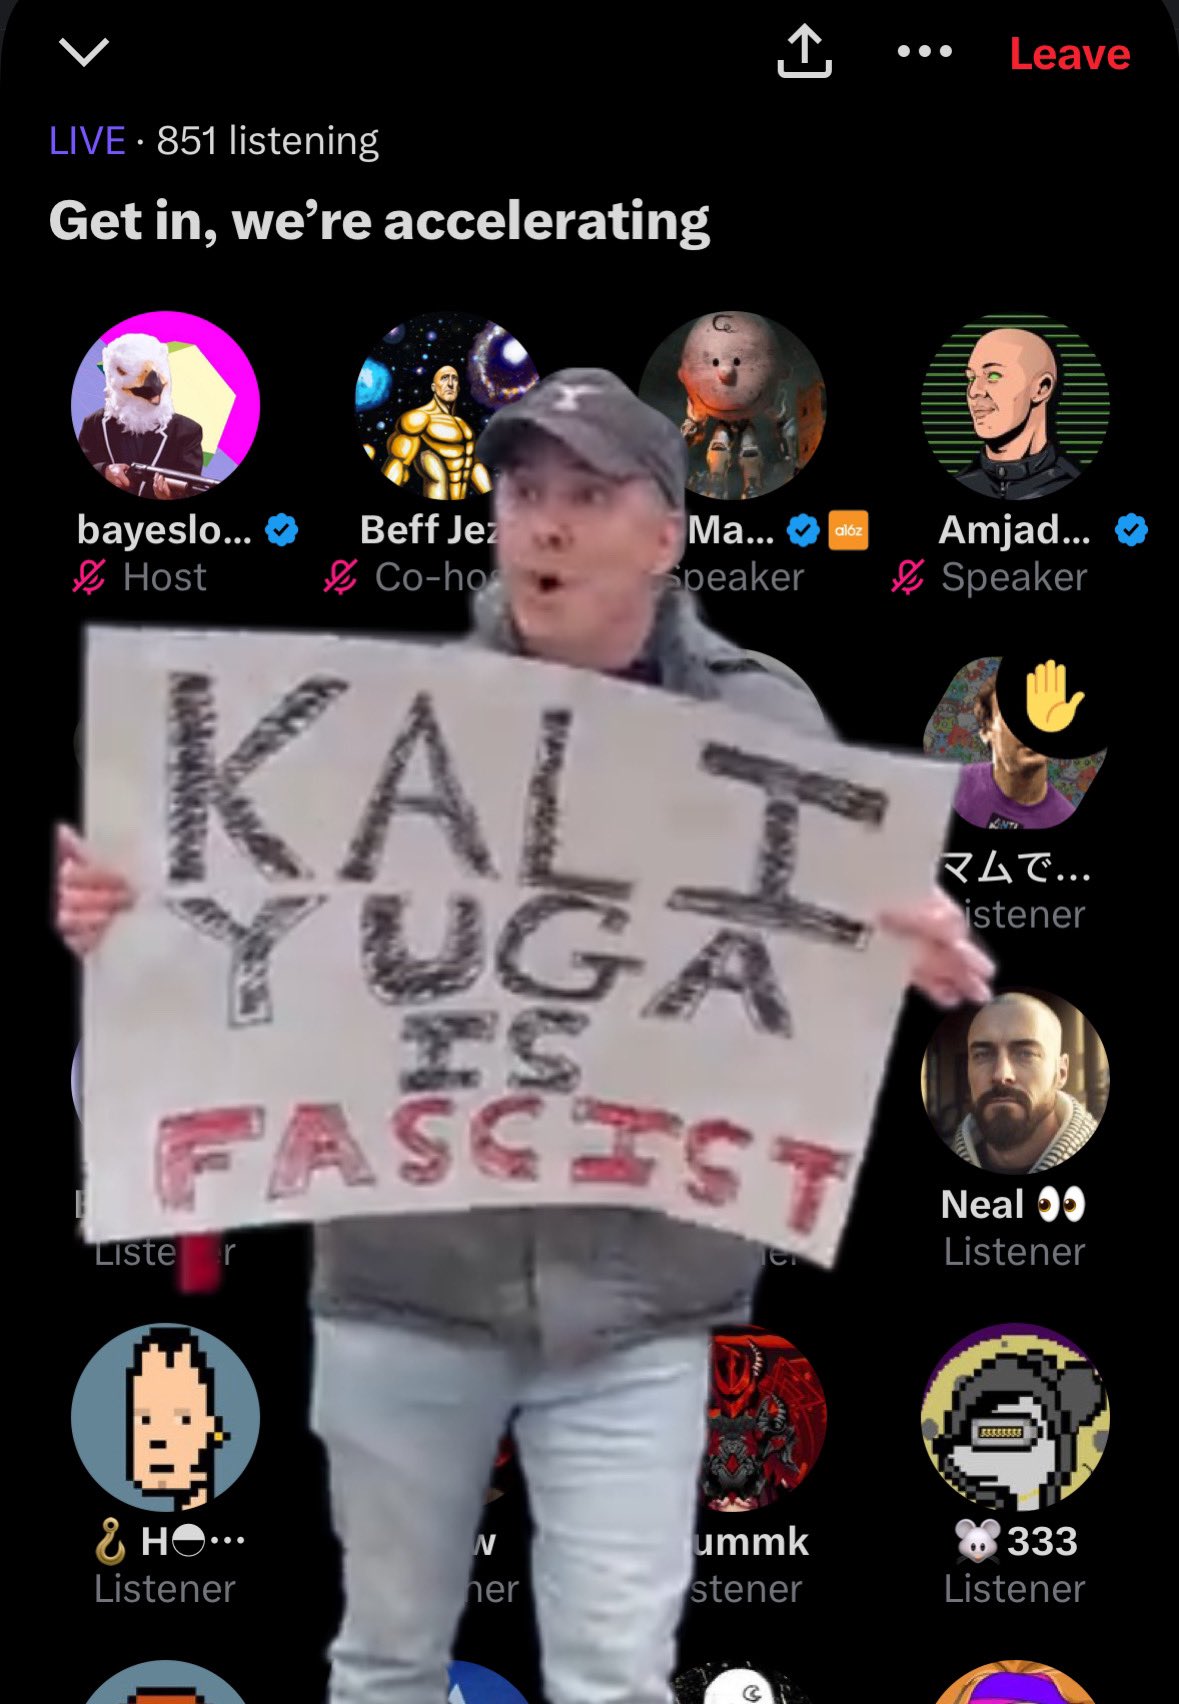 Leave
LIVE · 851 listening
Get in, we’re accelerating
bayeslo...
Beff Jez
Ma...
a16z
Amjad...
Host
Co-hos
Speaker
Speaker
KALI
YUGA
IS
FASCIST
マムで...
istener
Neal 👀
Listener
Liste r
🪝 H◓···
w
ummk
🐭333
Listener
ner
stener
Listener